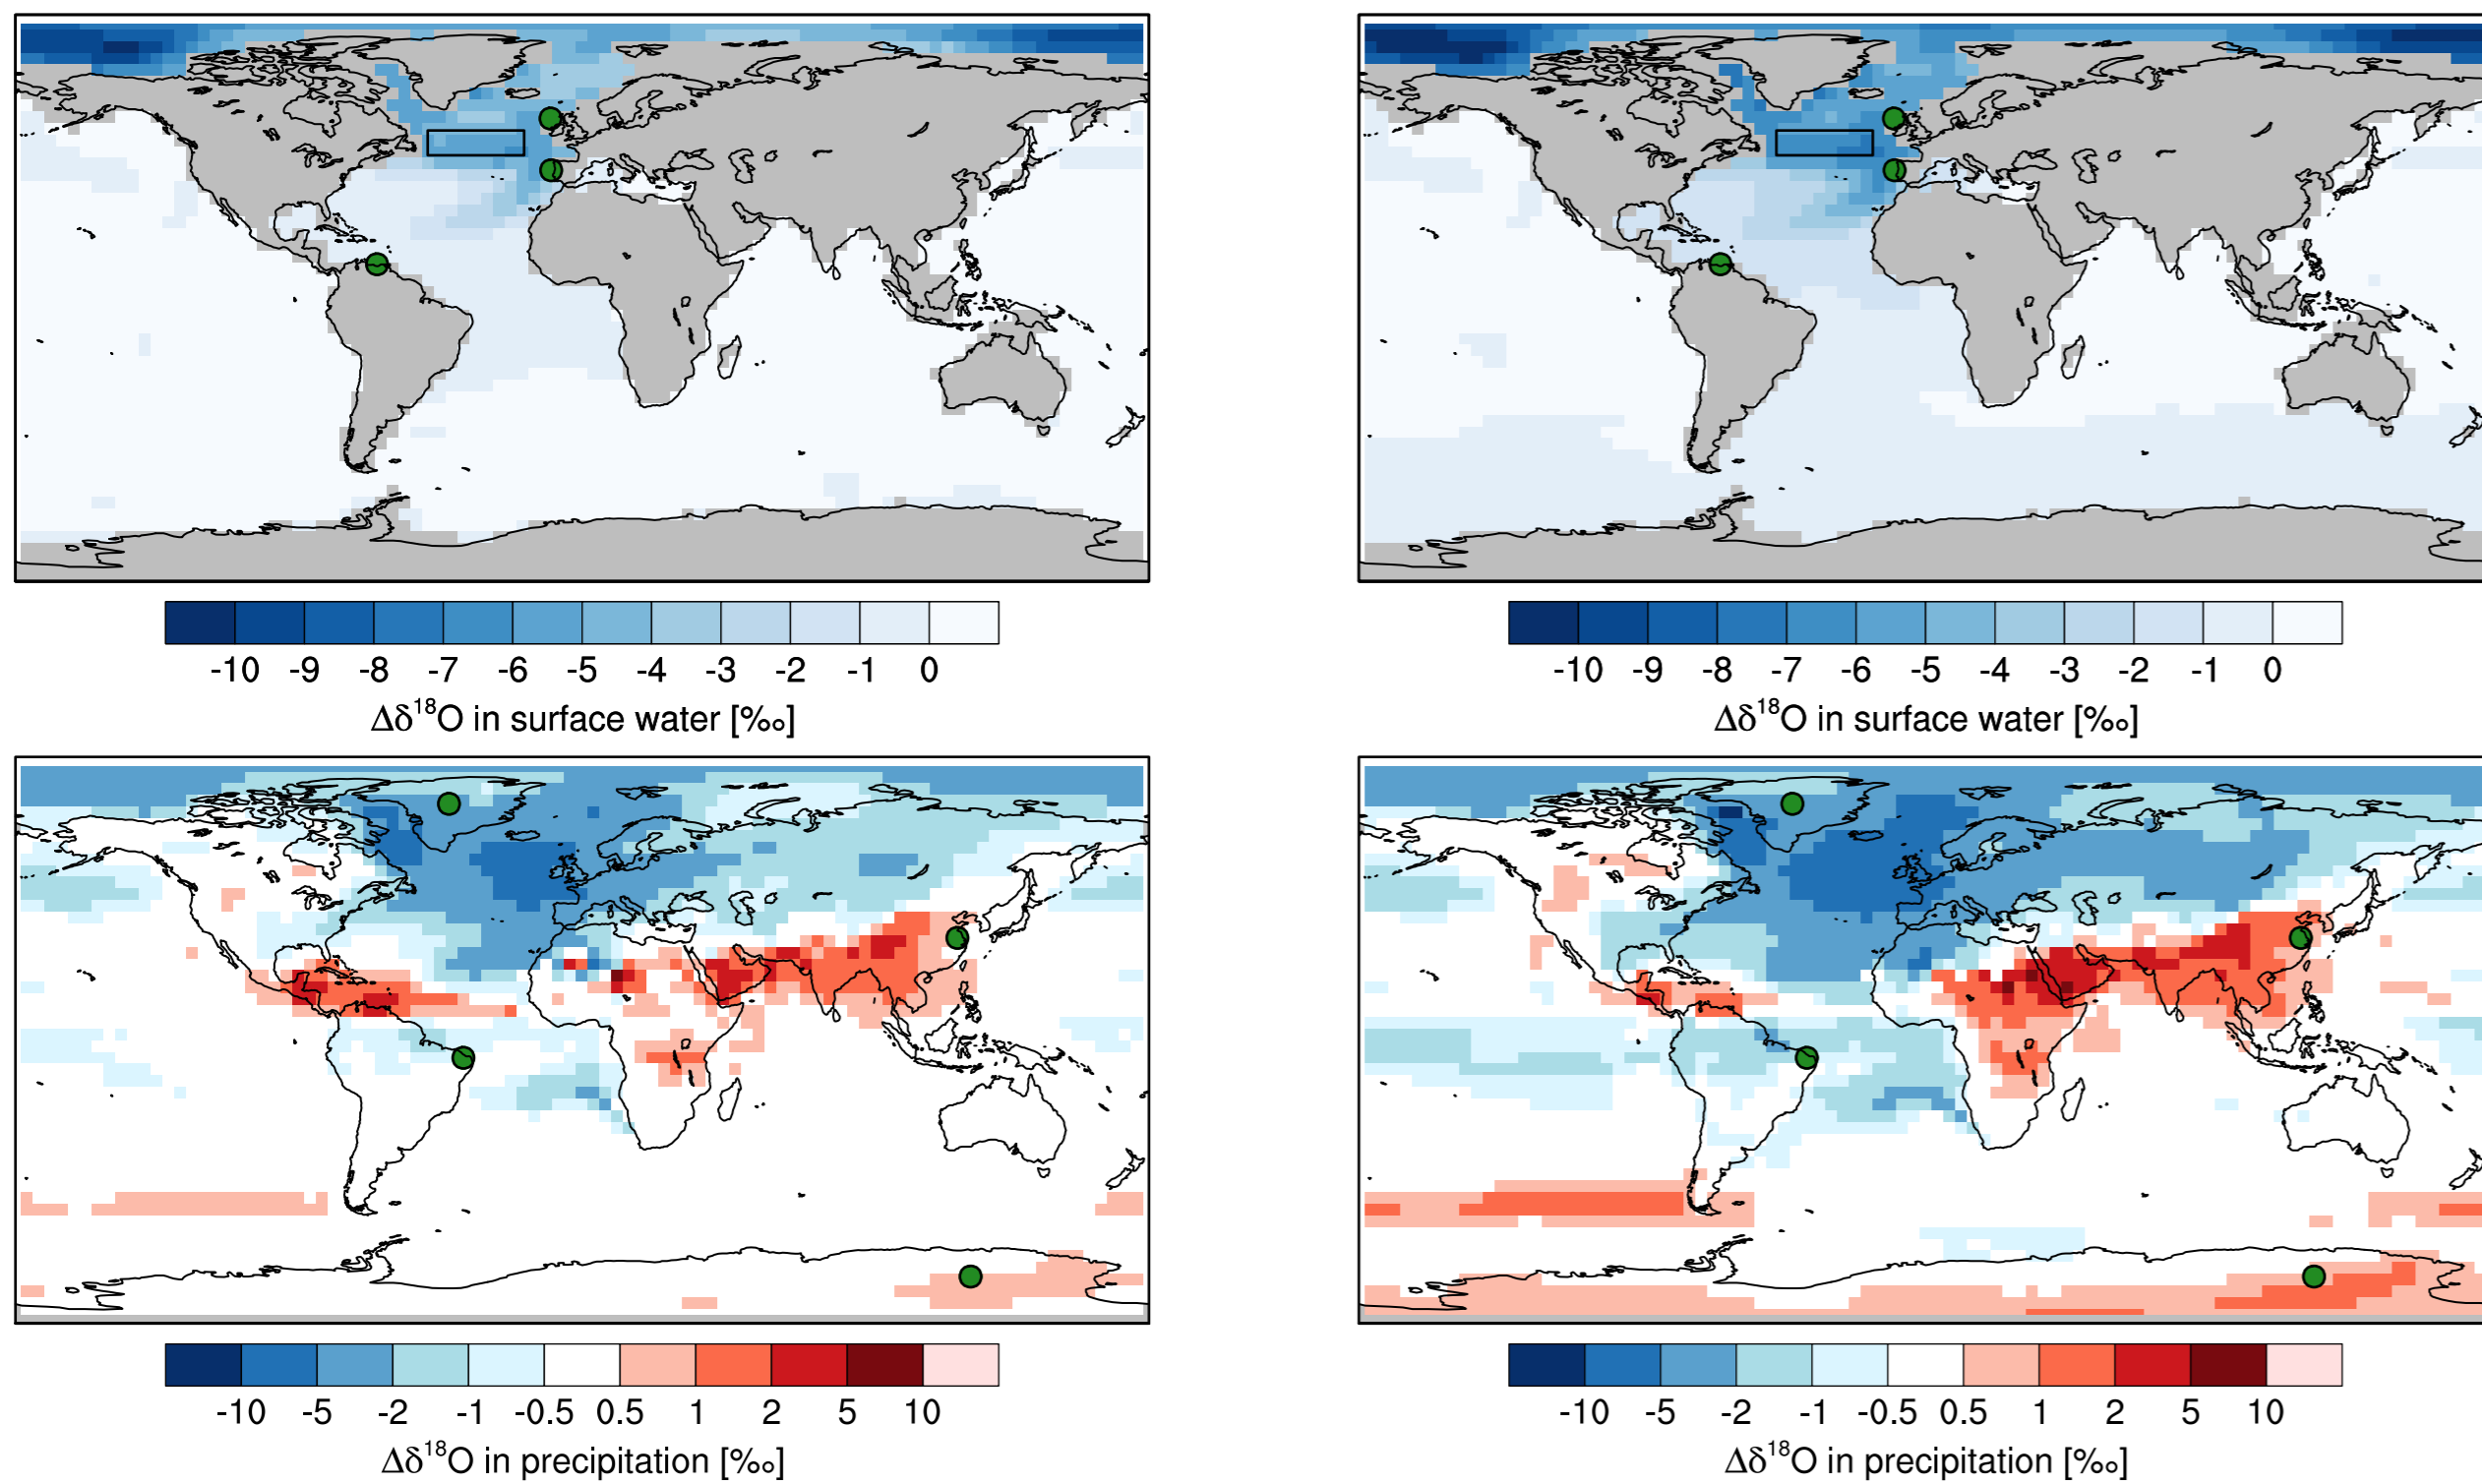 -10 -9 -8 -7 -6 -5 -4 -3 -2 -1 0
Δδ¹⁸O in surface water [‰]
-10 -9 -8 -7 -6 -5 -4 -3 -2 -1 0
Δδ¹⁸O in surface water [‰]
-10 -5 -2 -1 -0.5 0.5 1 2 5 10
Δδ¹⁸O in precipitation [‰]
-10 -5 -2 -1 -0.5 0.5 1 2 5 10
Δδ¹⁸O in precipitation [‰]